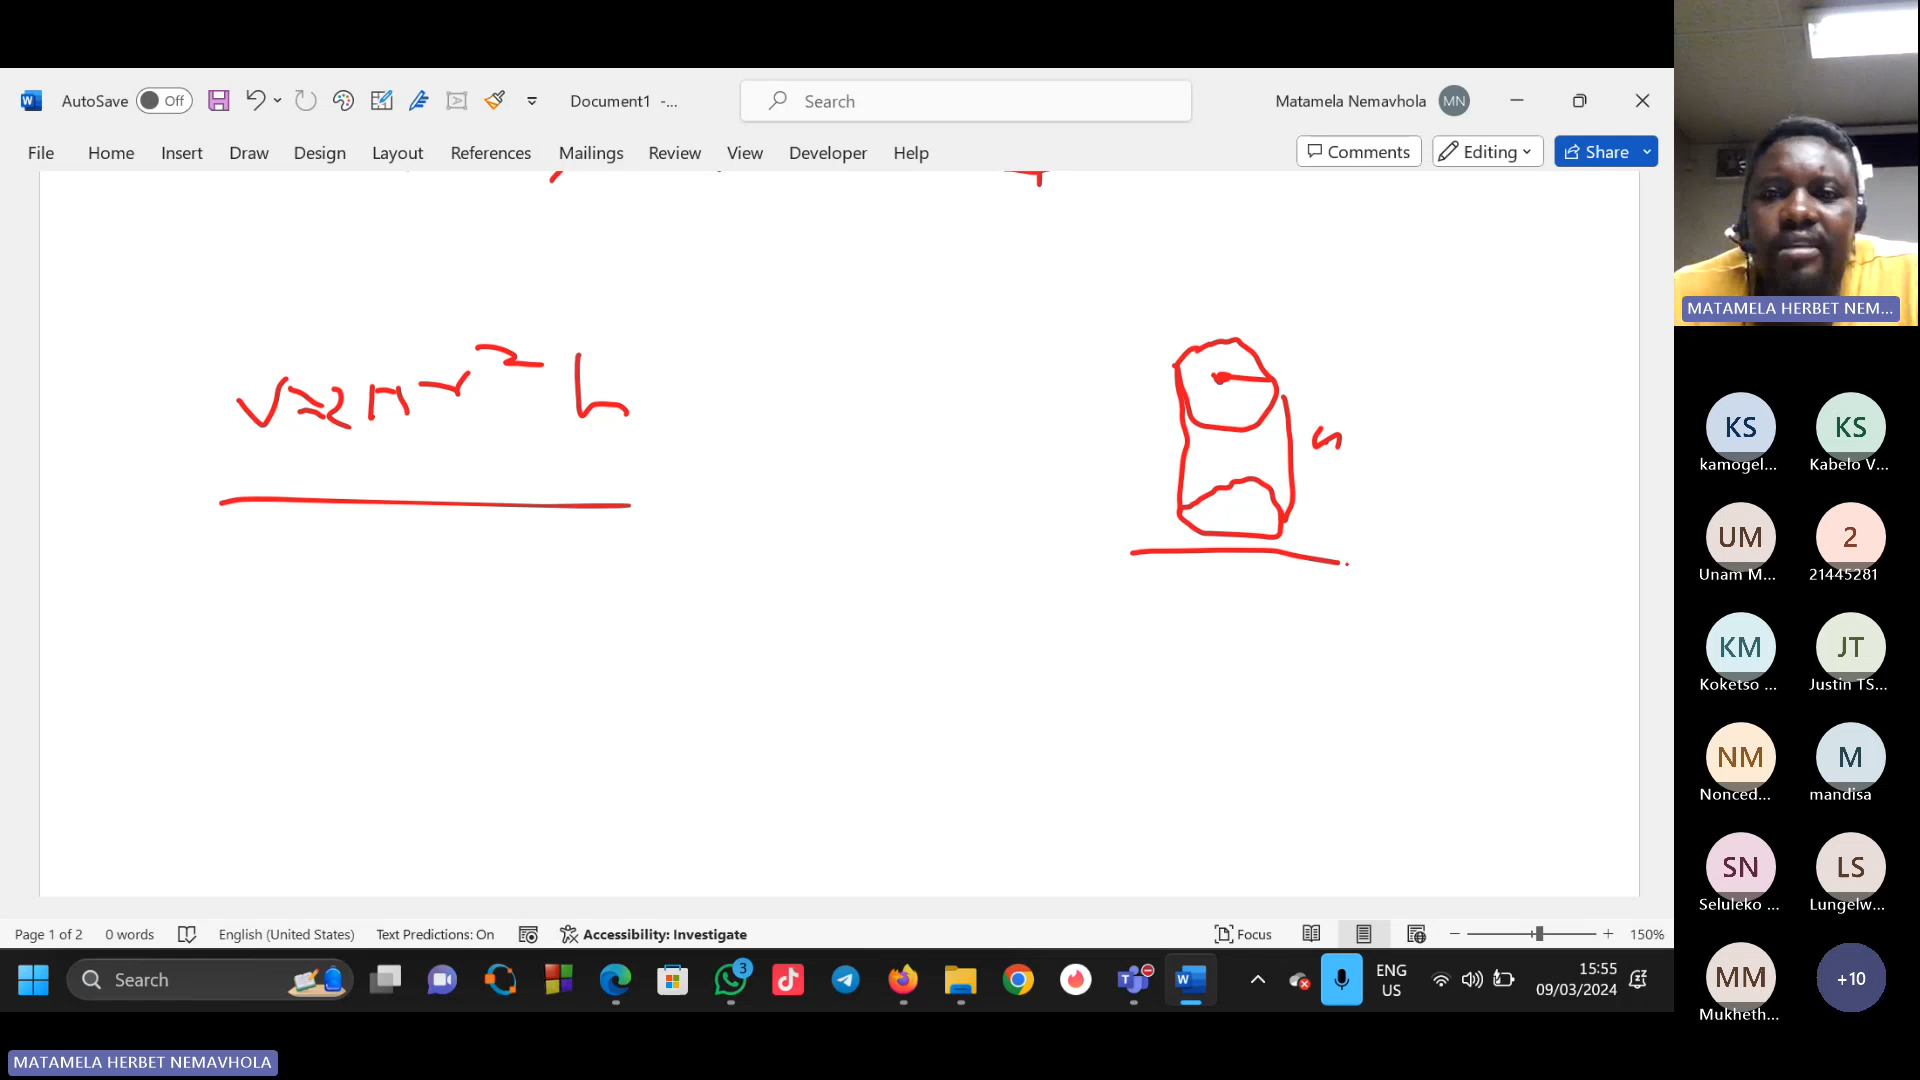 AutoSave Off Document1 -... Search Matamela Nemavhola MN
File Home Insert Draw Design Layout References Mailings Review View Developer Help Comments Editing Share
MATAMELA HERBET NEM...
V=2πr² h
h
KS KS
kamogel... Kabelo V...
UM 2
Unam M... 21445281
KM JT
Koketso ... Justin TS...
NM M
Nonced... mandisa
SN LS
Seluleko ... Lungelw...
MM +10
Mukheth...
Page 1 of 2 0 words English (United States) Text Predictions: On Accessibility: Investigate Focus 150%
Search 3 ENG US 15:55 09/03/2024
MATAMELA HERBET NEMAVHOLA